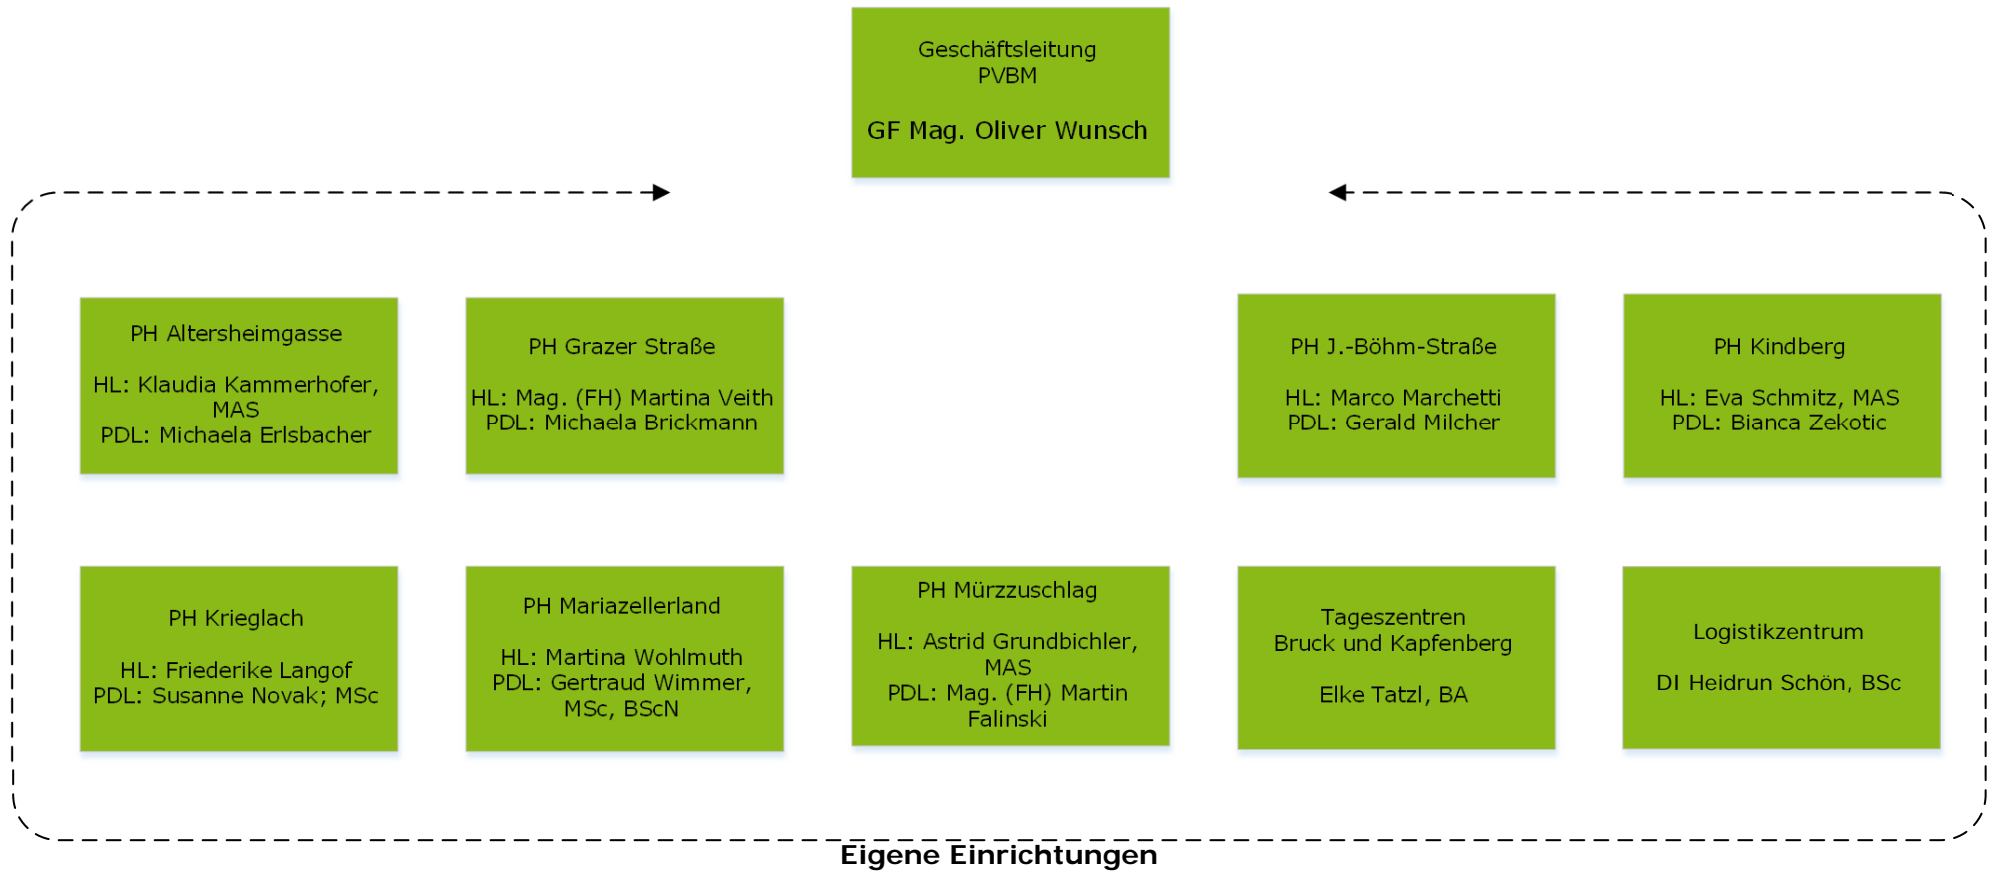 Geschäftsleitung
PVBM
GF Mag. Oliver Wunsch
PH Altersheimgasse
HL: Klaudia Kammerhofer,
MAS
PDL: Michaela Erlsbacher
PH Grazer Straße
HL: Mag. (FH) Martina Veith
PDL: Michaela Brickmann
PH J.-Böhm-Straße
HL: Marco Marchetti
PDL: Gerald Milcher
PH Kindberg
HL: Eva Schmitz, MAS
PDL: Bianca Zekotic
PH Krieglach
HL: Friederike Langof
PDL: Susanne Novak; MSc
PH Mariazellerland
HL: Martina Wohlmuth
PDL: Gertraud Wimmer,
MSc, BScN
PH Mürzzuschlag
HL: Astrid Grundbichler,
MAS
PDL: Mag. (FH) Martin
Falinski
Tageszentren
Bruck und Kapfenberg
Elke Tatzl, BA
Logistikzentrum
DI Heidrun Schön, BSc
Eigene Einrichtungen